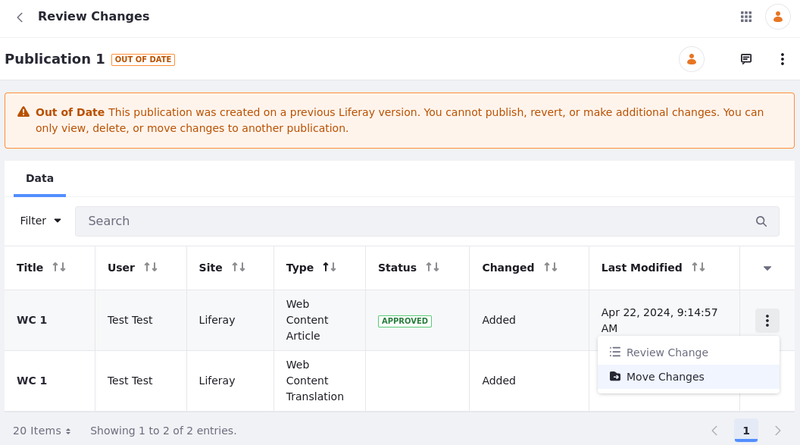 Review Changes
Publication 1 OUT OF DATE
Out of Date This publication was created on a previous Liferay version. You cannot publish, revert, or make additional changes. You can
only view, delete, or move changes to another publication.
Data
Filter Search
Title User Site Type Status Changed Last Modified
WC 1 Test Test Liferay Web
Content
Article APPROVED Added Apr 22, 2024, 9:14:57
AM
Review Change
Move Changes
WC 1 Test Test Liferay Web
Content
Translation Added
20 Items Showing 1 to 2 of 2 entries. 1